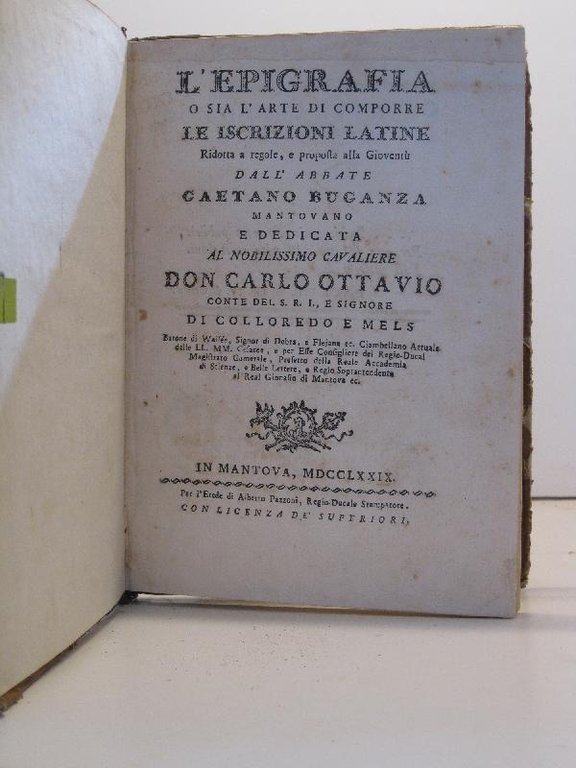 L'EPIGRAFIA
O SIA L'ARTE DI COMPORRE
LE ISCRIZIONI LATINE
Ridotta a regole, e proposta alla Gioventù
DALL' ABBATE
GAETANO BUGANZA
MANTOVANO
E DEDICATA
AL NOBILISSIMO CAVALIERE
DON CARLO OTTAVIO
CONTE DEL S. R. I., E SIGNORE
DI COLLOREDO E MELS
Barone di Walsée, Signor di Dobra, e Flejana ec. Ciambellano Attuale
delle LL. MM. Cesaree, e per Esse Consigliere del Regio-Ducal
Magistrato Camerale, Prefetto della Reale Accademia
di Scienze, e Belle Lettere, e Regio Soprantendente
al Real Ginnasio di Mantova ec.
IN MANTOVA, MDCCLXXIX.
Per l'Erede di Alberto Pazzoni, Regio-Ducale Stampatore.
CON LICENZA DE' SUPERIORI,